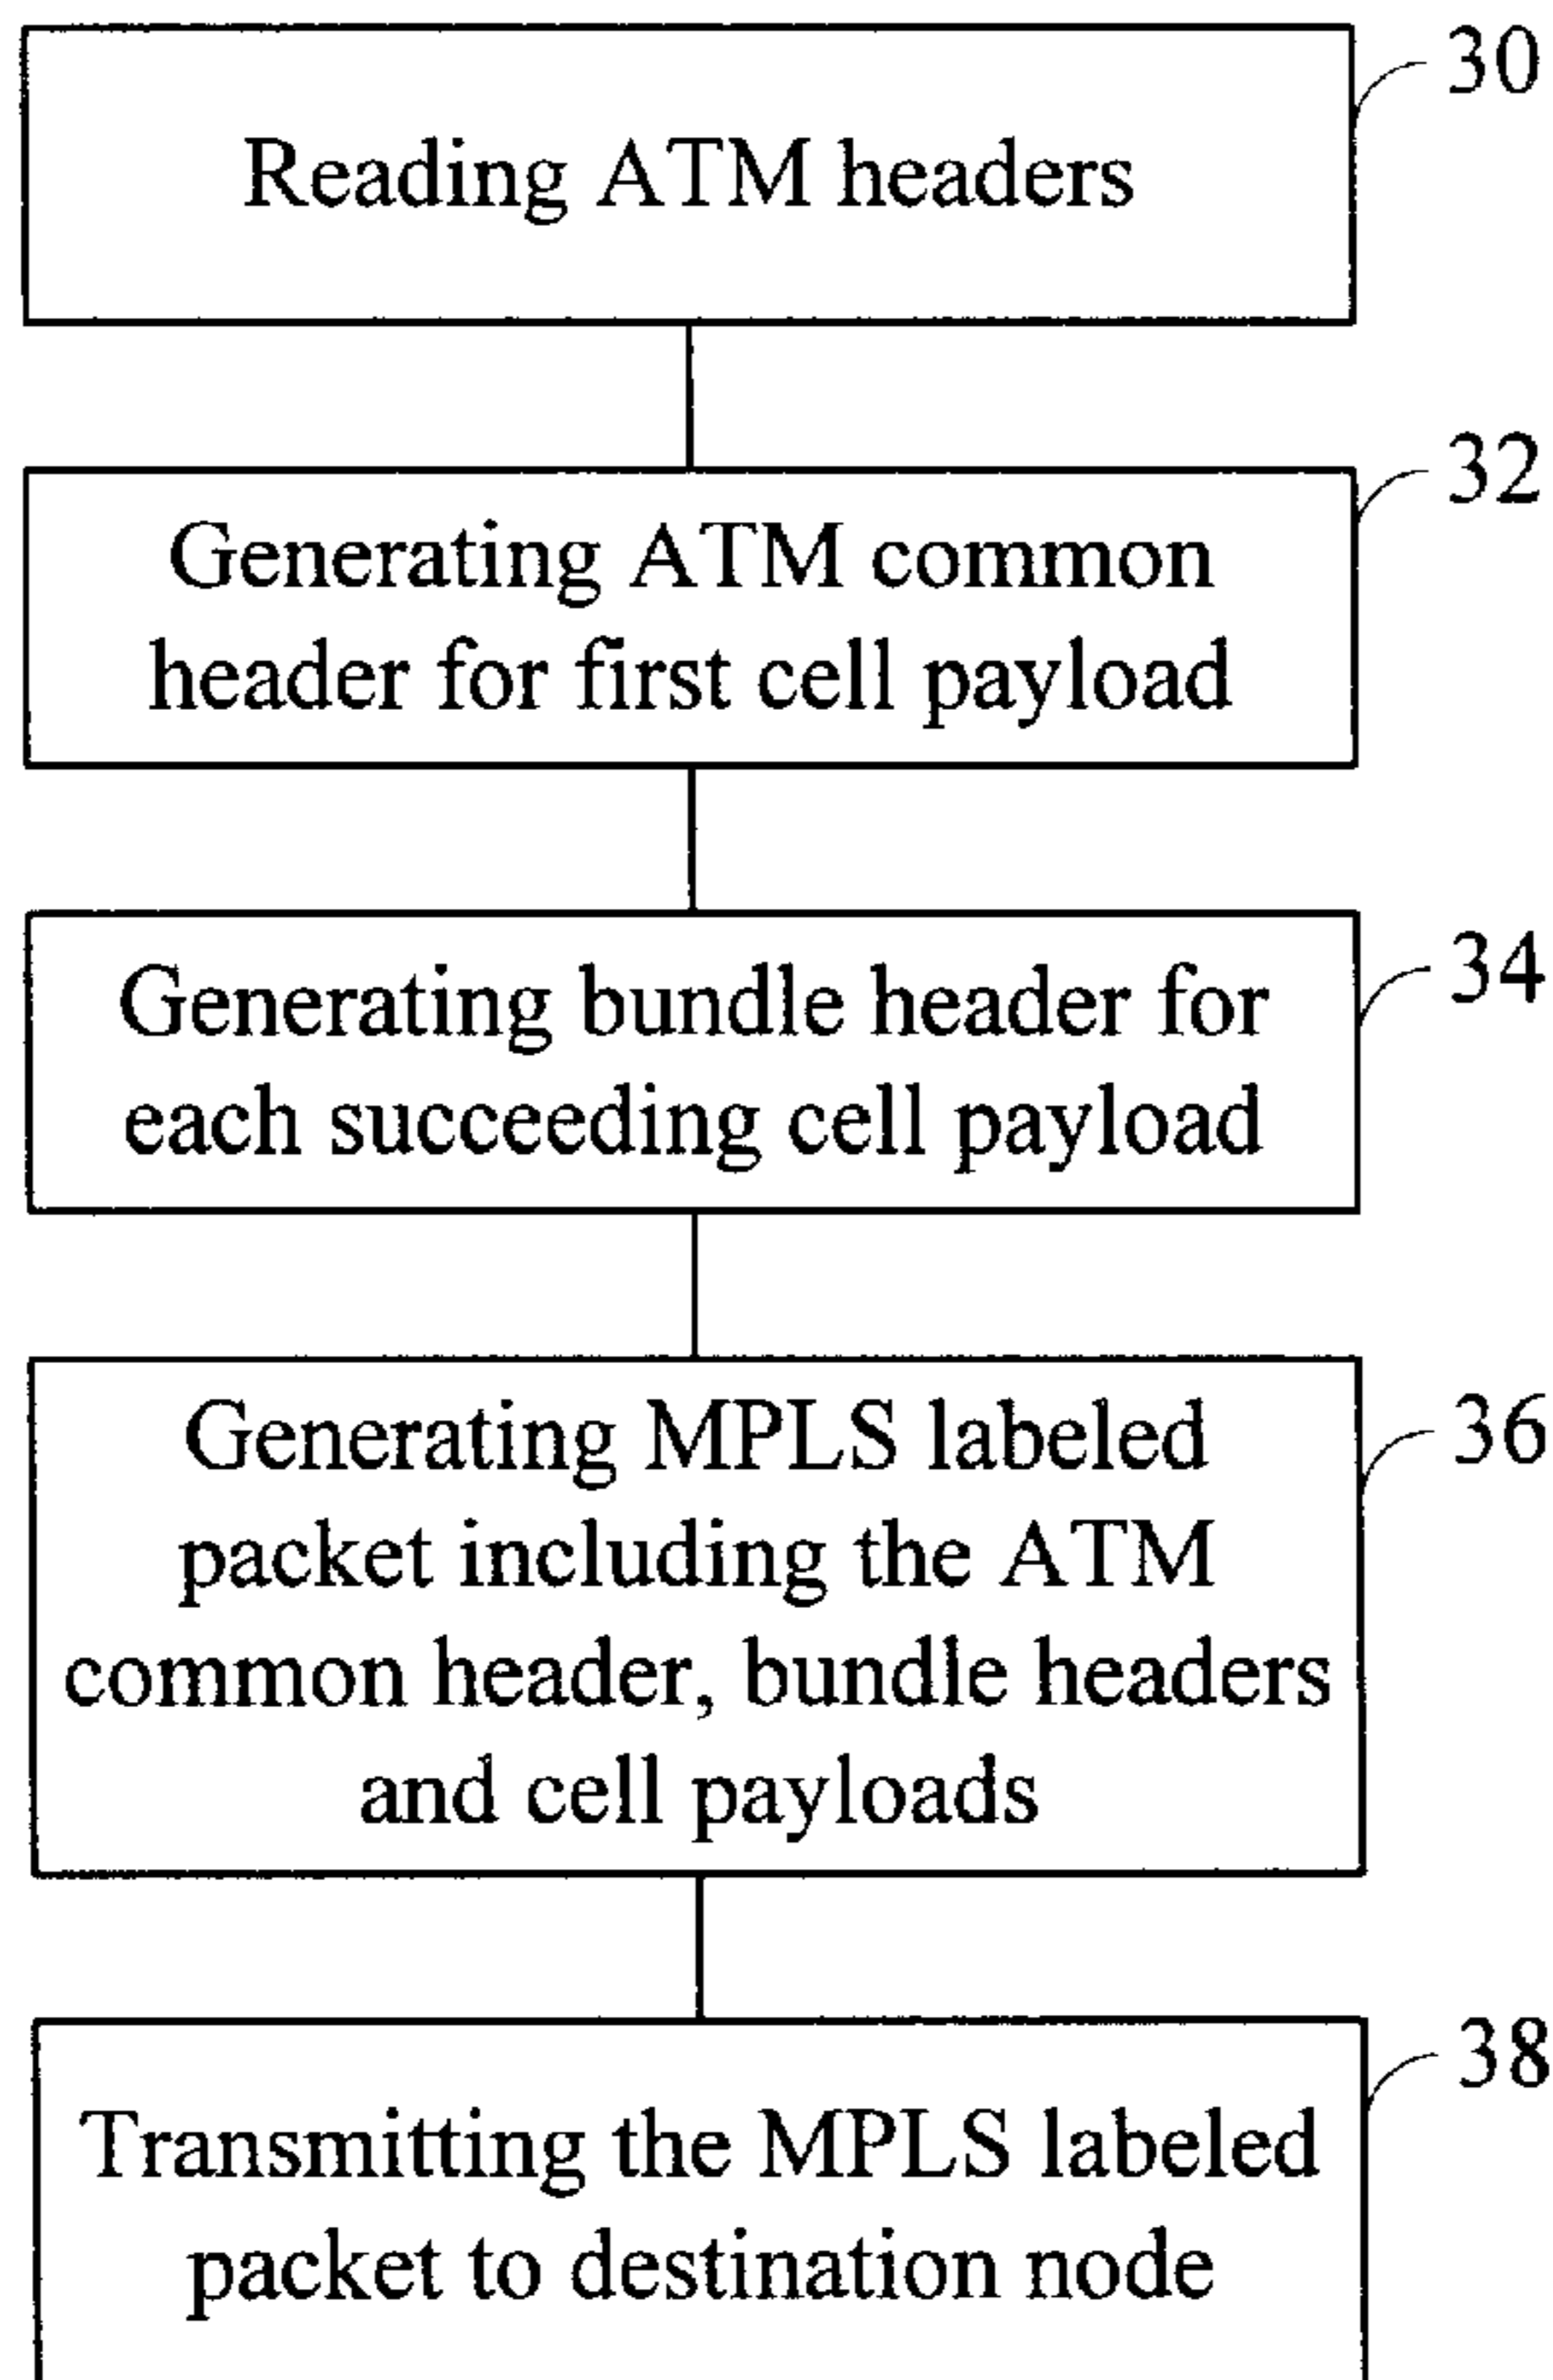 30
Reading ATM headers
32
Generating ATM common
header for first cell payload
34
Generating bundle header for
each succeeding cell payload
36
Generating MPLS labeled
packet including the ATM
common header, bundle headers
and cell payloads
38
Transmitting the MPLS labeled
packet to destination node